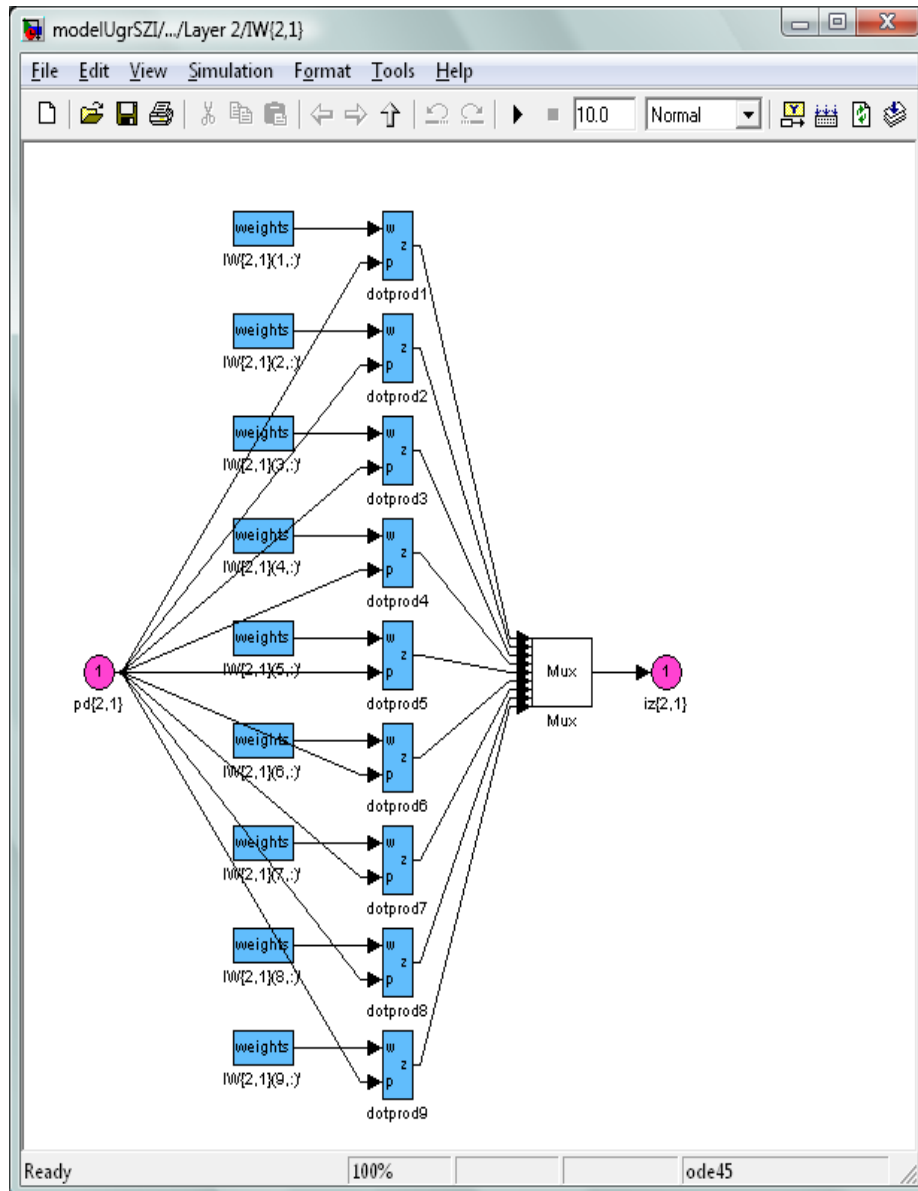 modelUgrSZI/.../Layer 2/IW{2,1}
File Edit View Simulation Format Tools Help
10.0 Normal
weights w z p
IW{2,1}(1,:)' dotprod1
weights w z p
IW{2,1}(2,:)' dotprod2
weights w z p
IW{2,1}(3,:)' dotprod3
weights w z p
IW{2,1}(4,:)' dotprod4
weights w z p
IW{2,1}(5,:)' dotprod5
1
pd{2,1}
Mux
Mux
1
iz{2,1}
weights w z p
IW{2,1}(6,:)' dotprod6
weights w z p
IW{2,1}(7,:)' dotprod7
weights w z p
IW{2,1}(8,:)' dotprod8
weights w z p
IW{2,1}(9,:)' dotprod9
Ready 100% ode45